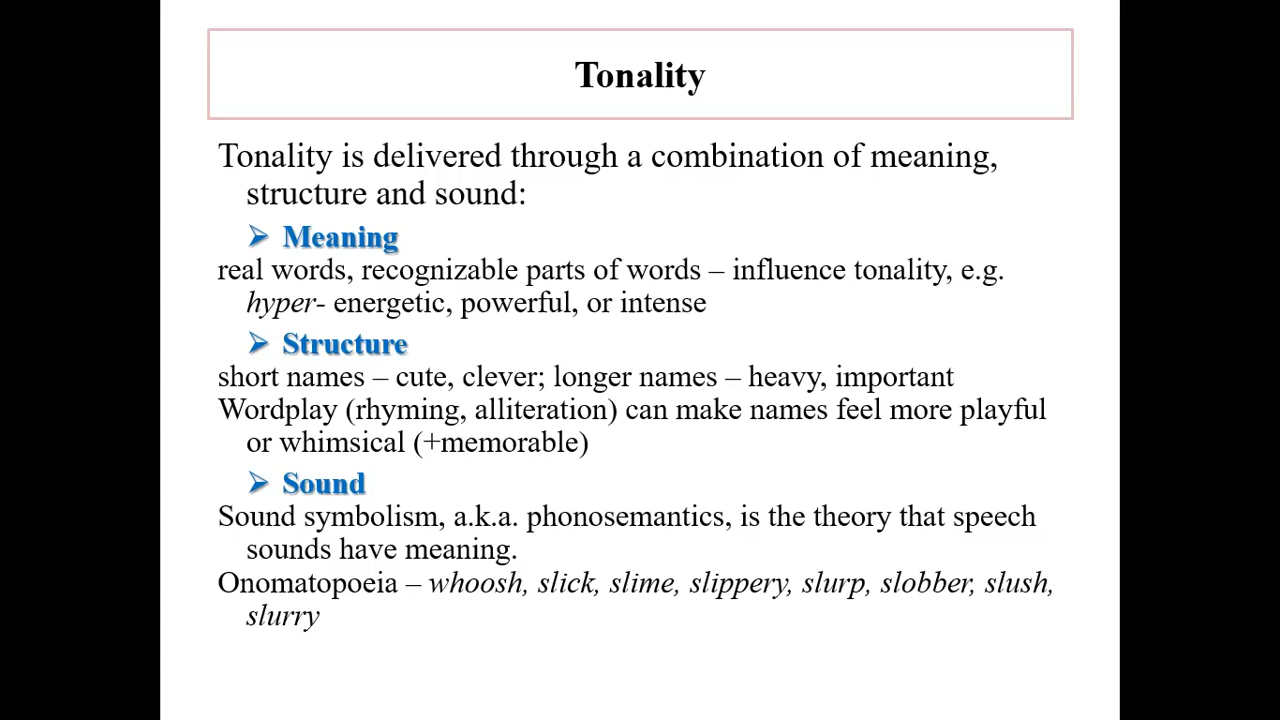 Tonality
Tonality is delivered through a combination of meaning,
structure and sound:
➢ Meaning
real words, recognizable parts of words – influence tonality, e.g.
hyper- energetic, powerful, or intense
➢ Structure
short names – cute, clever; longer names – heavy, important
Wordplay (rhyming, alliteration) can make names feel more playful
or whimsical (+memorable)
➢ Sound
Sound symbolism, a.k.a. phonosemantics, is the theory that speech
sounds have meaning.
Onomatopoeia – whoosh, slick, slime, slippery, slurp, slobber, slush,
slurry